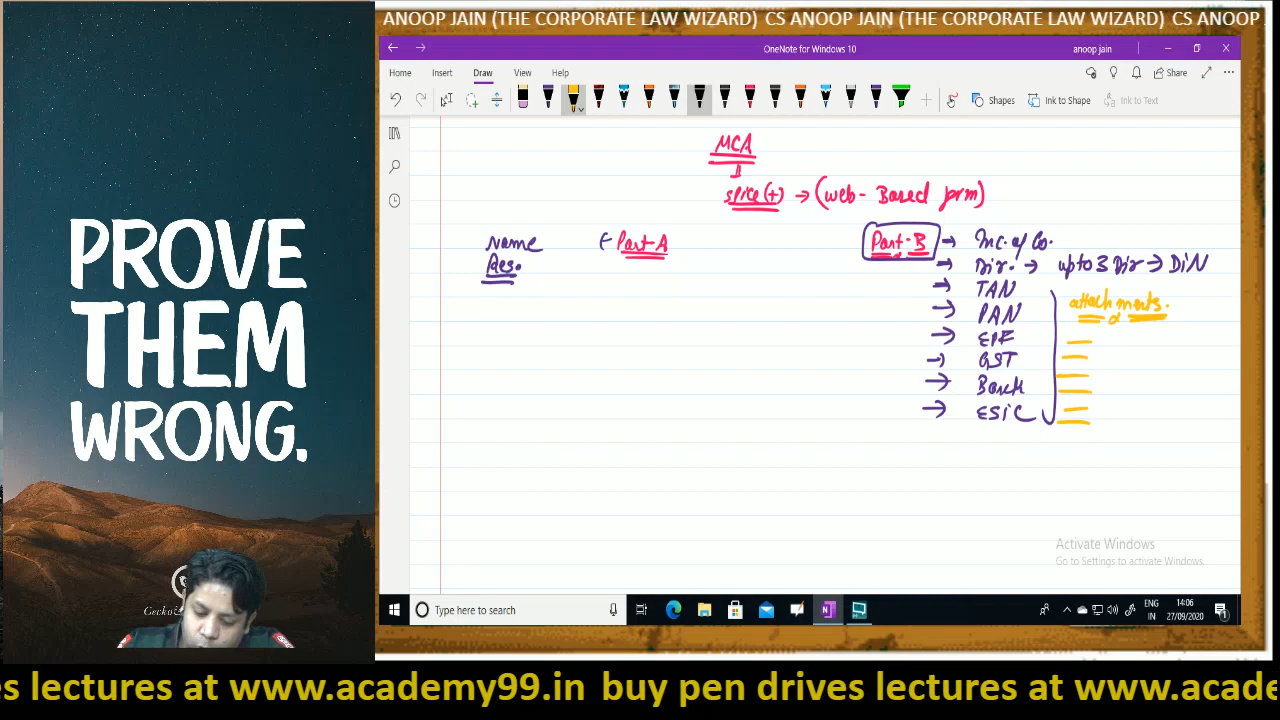 ANOOP JAIN (THE CORPORATE LAW WIZARD) CS ANOOP JAIN (THE CORPORATE LAW WIZARD) CS ANOOP
OneNote for Windows 10
anoop jain
Home Insert Draw View Help
Share
Shapes Ink to Shape Ink to Text
MCA
spice(+) → (web-Based form)
Name ← Part-A
Res.
Part-B → Inc. of Co.
→ Dir. → upto 3 Dir → DIN
→ TAN
→ PAN
→ EPF
→ GST
→ Bank
→ ESIC
attachments.
PROVE
THEM
WRONG.
Activate Windows
Go to Settings to activate Windows.
Type here to search
ENG
IN
14:06
27/09/2020
es lectures at www.academy99.in buy pen drives lectures at www.acade